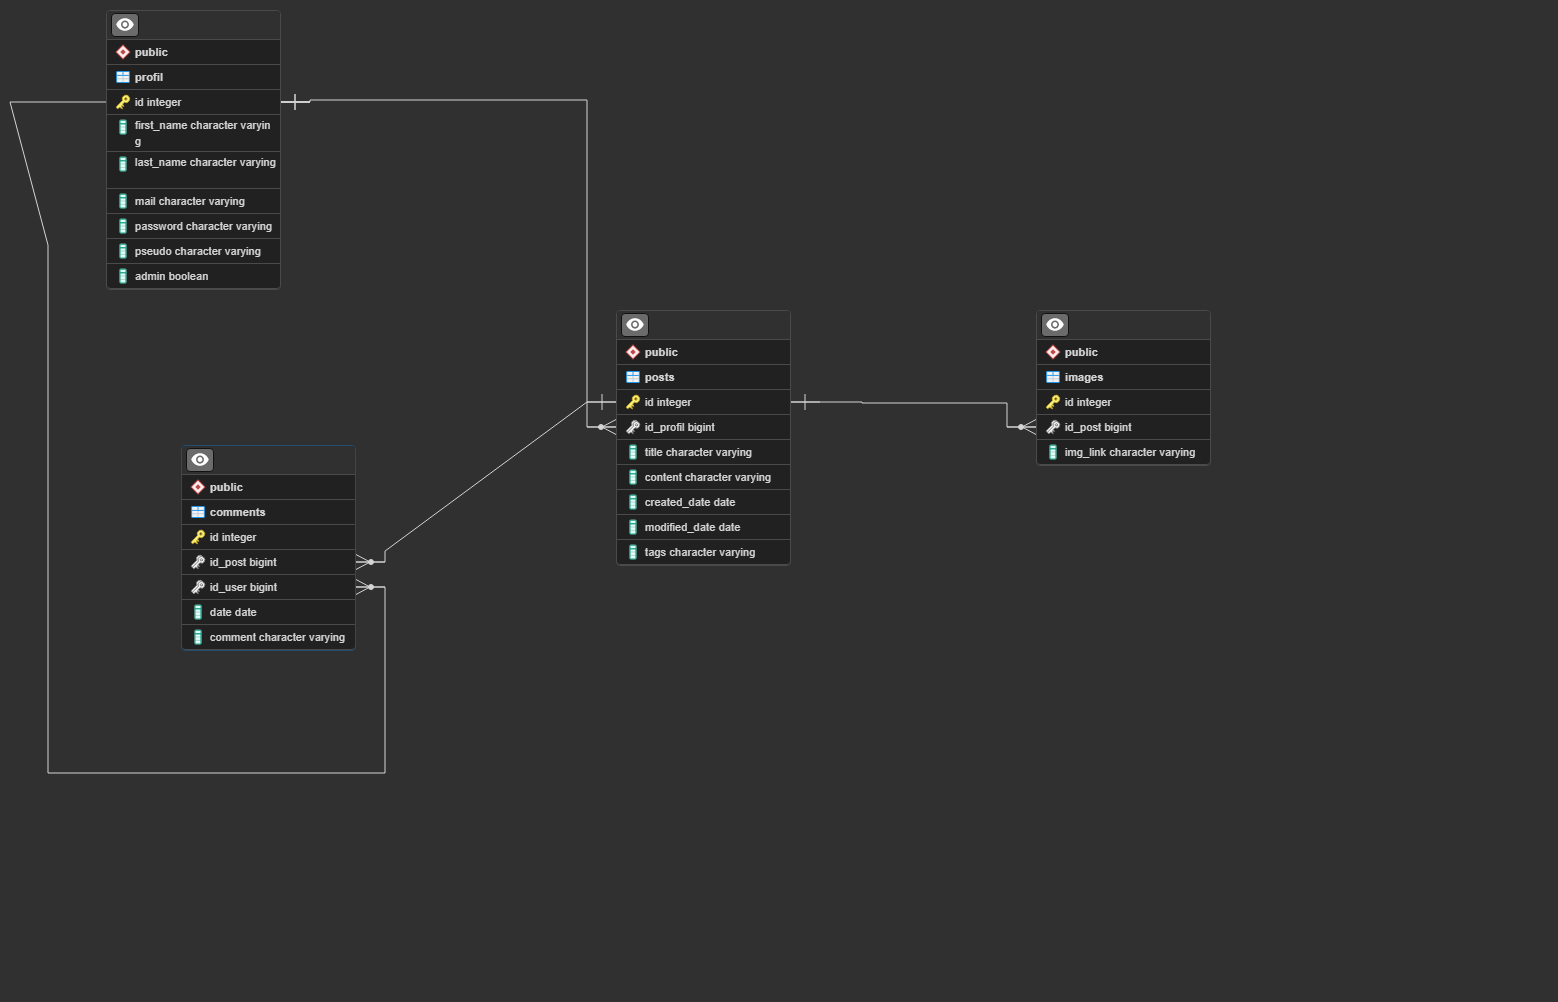 public
profil
id integer
first_name character varyin
g
last_name character varying
mail character varying
password character varying
pseudo character varying
admin boolean
public
posts
id integer
id_profil bigint
title character varying
content character varying
created_date date
modified_date date
tags character varying
public
images
id integer
id_post bigint
img_link character varying
public
comments
id integer
id_post bigint
id_user bigint
date date
comment character varying